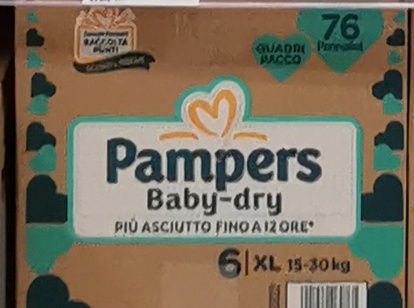 RACCOLTA
PUNTI
76
Pannolini
QUADRI
PACCO
Pampers
Baby-dry
PIÙ ASCIUTTO FINO A 12 ORE*
6 | XL 15-30 kg